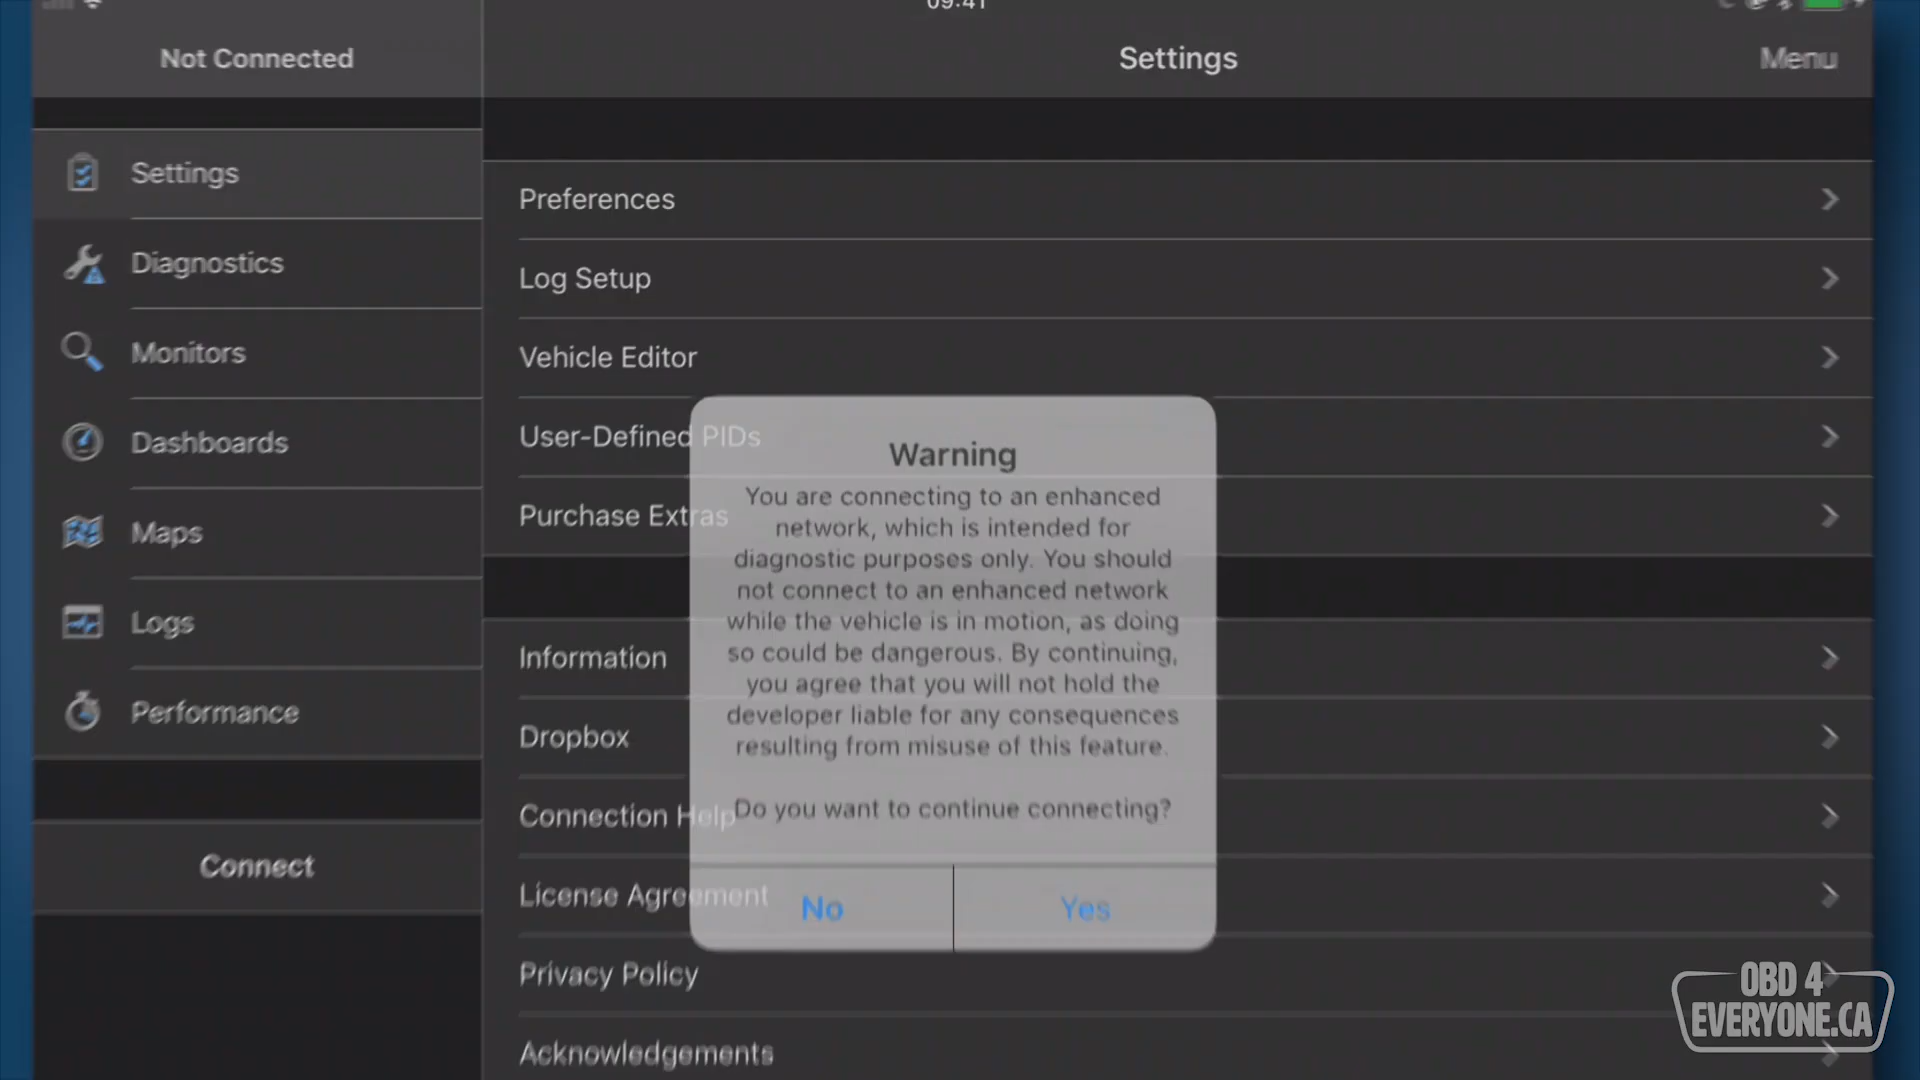 09:41
Not Connected
Settings
Menu
Settings
Diagnostics
Monitors
Dashboards
Maps
Logs
Performance
Connect
Preferences
Log Setup
Vehicle Editor
User-Defined PIDs
Purchase Extras
Information
Dropbox
Connection Help
License Agreement
Privacy Policy
Acknowledgements
Warning
You are connecting to an enhanced
network, which is intended for
diagnostic purposes only. You should
not connect to an enhanced network
while the vehicle is in motion, as doing
so could be dangerous. By continuing,
you agree that you will not hold the
developer liable for any consequences
resulting from misuse of this feature.
Do you want to continue connecting?
No
Yes
OBD 4
EVERYONE.CA